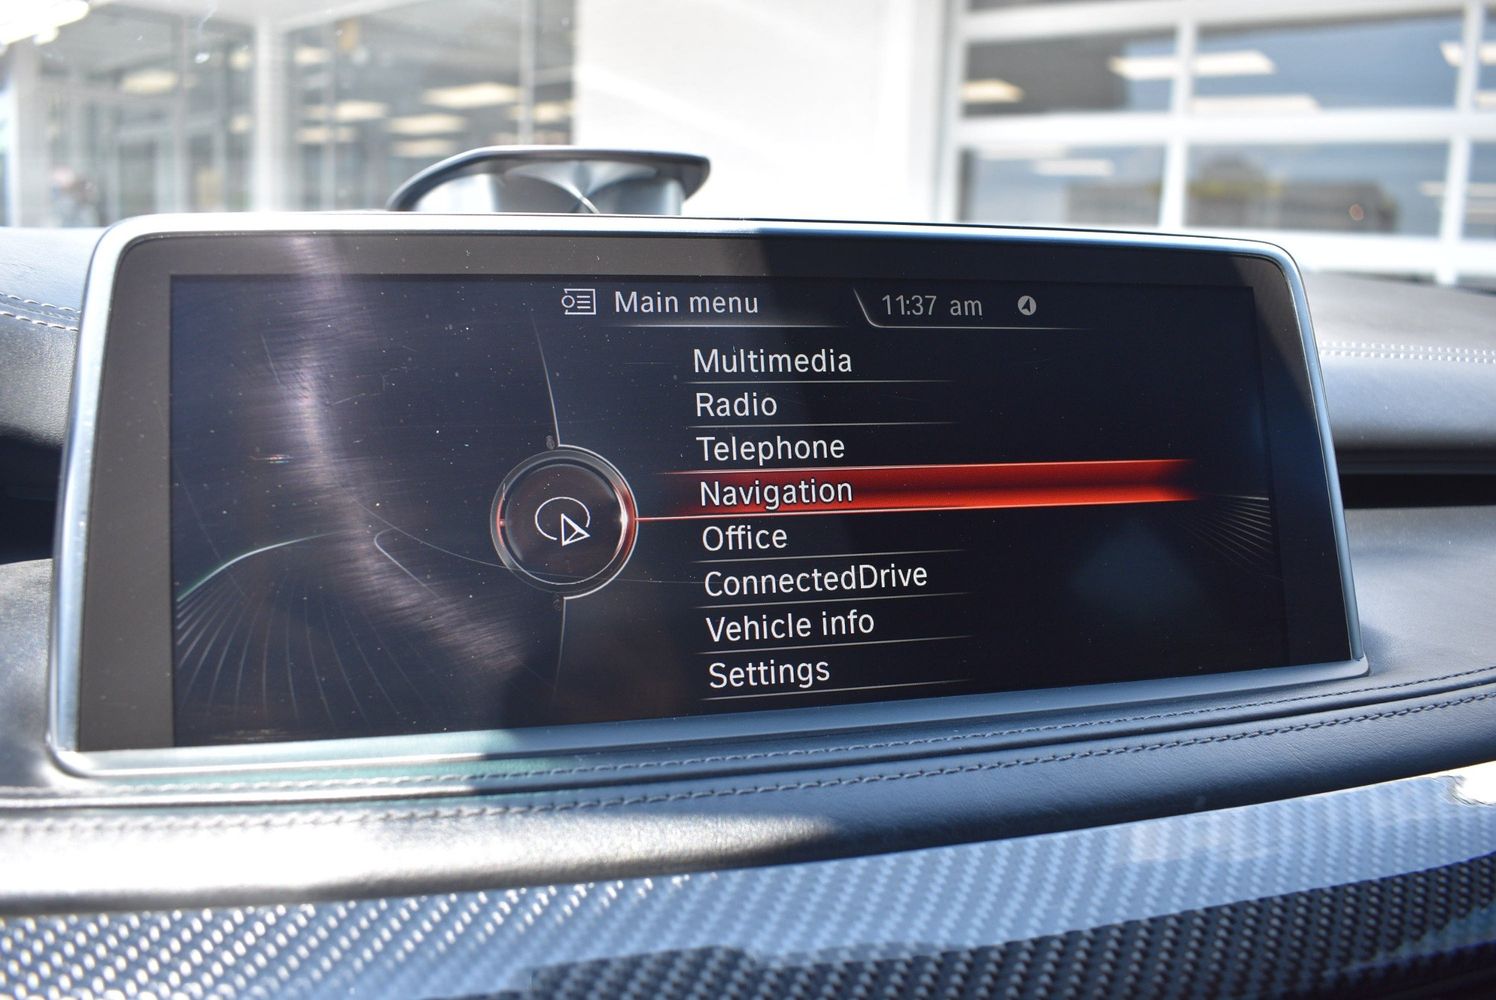 Main menu
11:37 am
Multimedia
Radio
Telephone
Navigation
Office
ConnectedDrive
Vehicle info
Settings